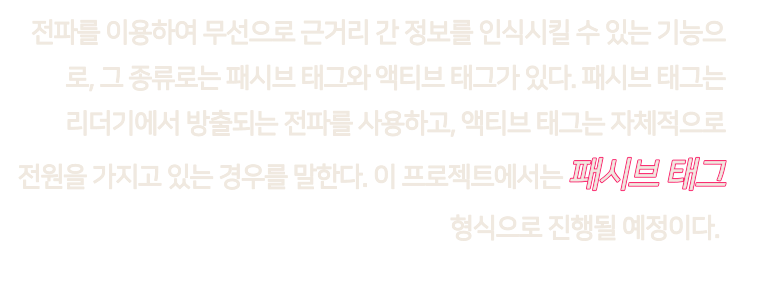 전파를 이용하여 무선으로 근거리 간 정보를 인식시킬 수 있는 기능으
로, 그 종류로는 패시브 태그와 액티브 태그가 있다. 패시브 태그는
리더기에서 방출되는 전파를 사용하고, 액티브 태그는 자체적으로
전원을 가지고 있는 경우를 말한다. 이 프로젝트에서는 패시브 태그
형식으로 진행될 예정이다.